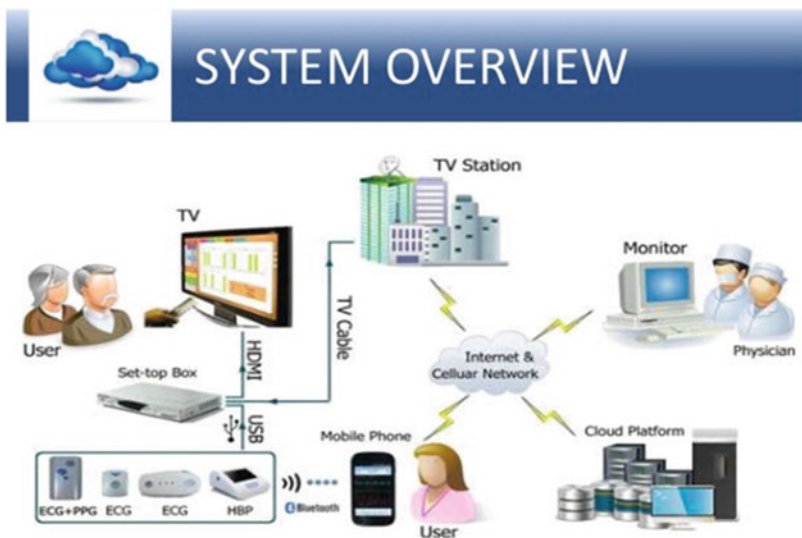 SYSTEM OVERVIEW
TV Station
TV
Monitor
User
TV Cable
HDMI
Internet &
Celluar Network
Physician
Set-top Box
USB
Mobile Phone
Cloud Platform
ECG+PPG
ECG
ECG
HBP
Bluetooth
User